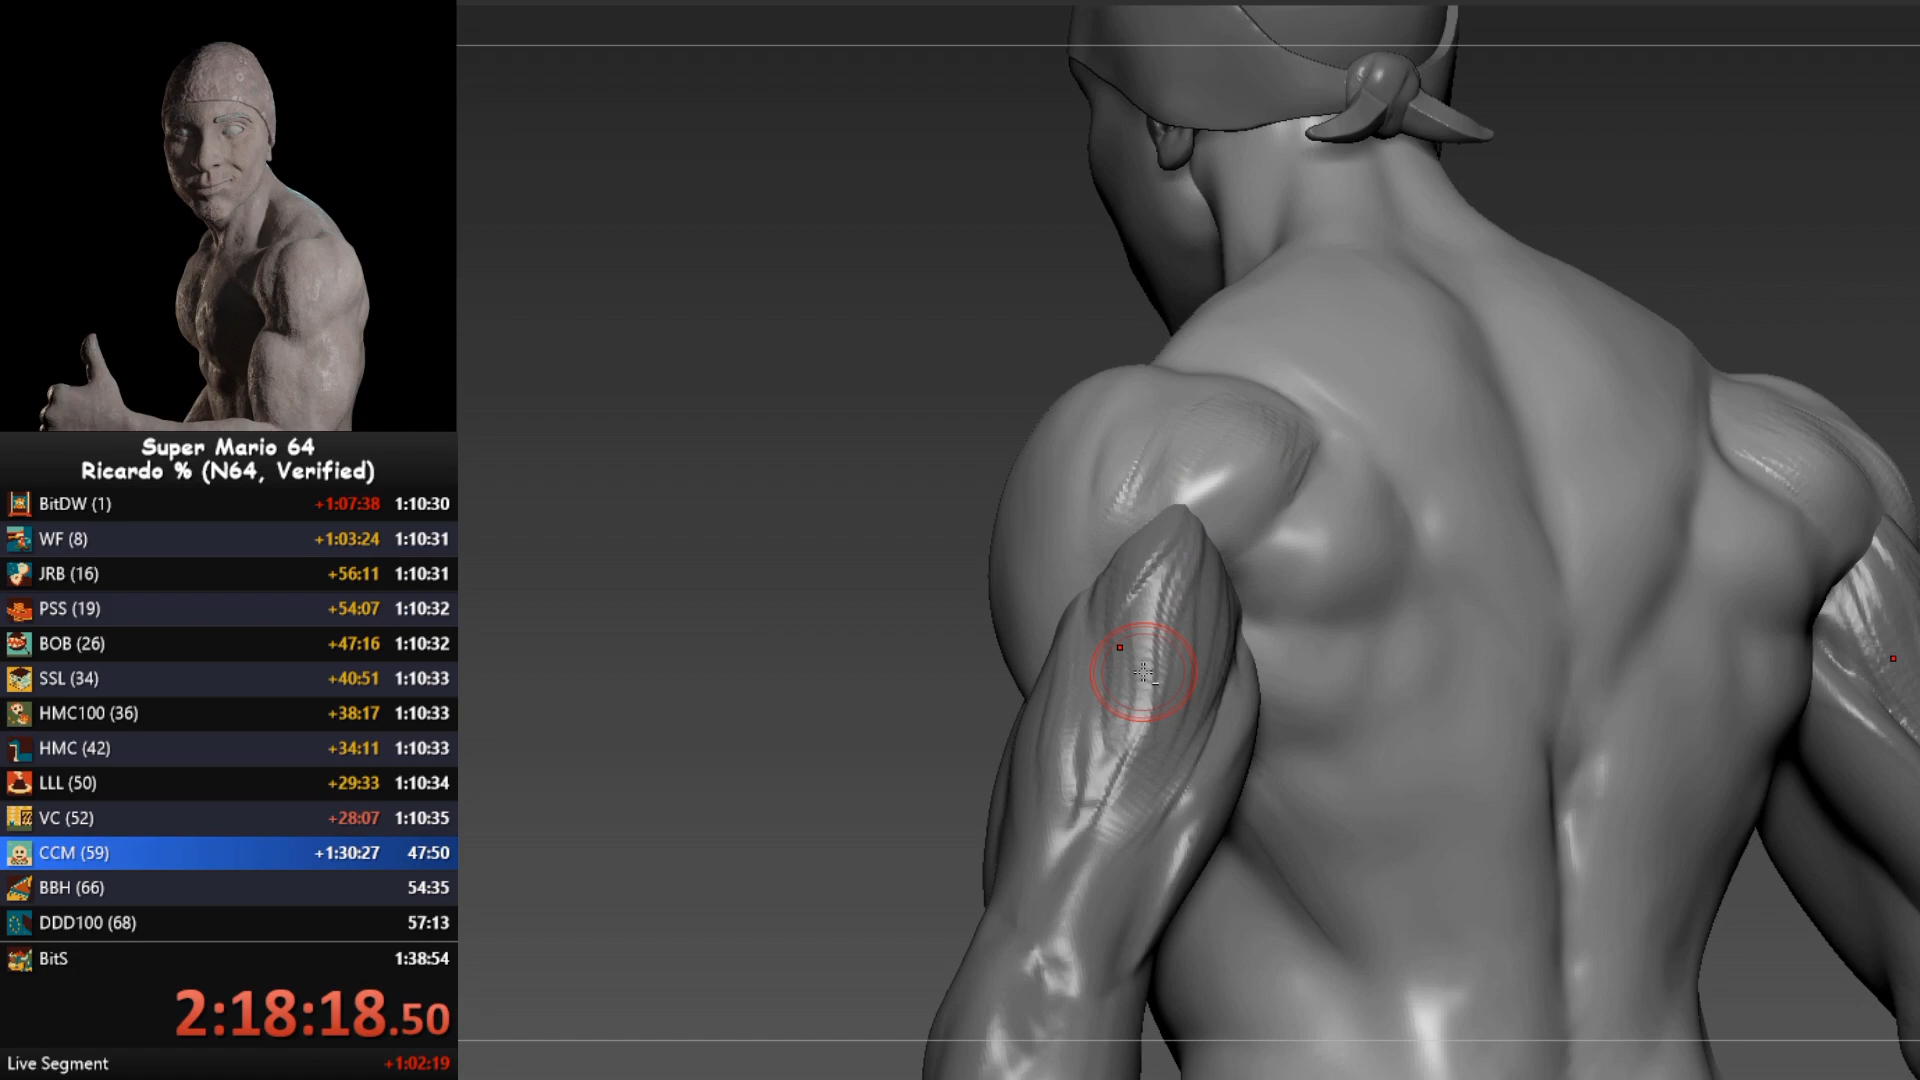 Super Mario 64
Ricardo % (N64, Verified)
BitDW (1) +1:07:38 1:10:30
WF (8) +1:03:24 1:10:31
JRB (16) +56:11 1:10:31
PSS (19) +54:07 1:10:32
BOB (26) +47:16 1:10:32
SSL (34) +40:51 1:10:33
HMC100 (36) +38:17 1:10:33
HMC (42) +34:11 1:10:33
LLL (50) +29:33 1:10:34
VC (52) +28:07 1:10:35
CCM (59) +1:30:27 47:50
BBH (66) 54:35
DDD100 (68) 57:13
BitS 1:38:54
2:18:18.50
Live Segment +1:02:19